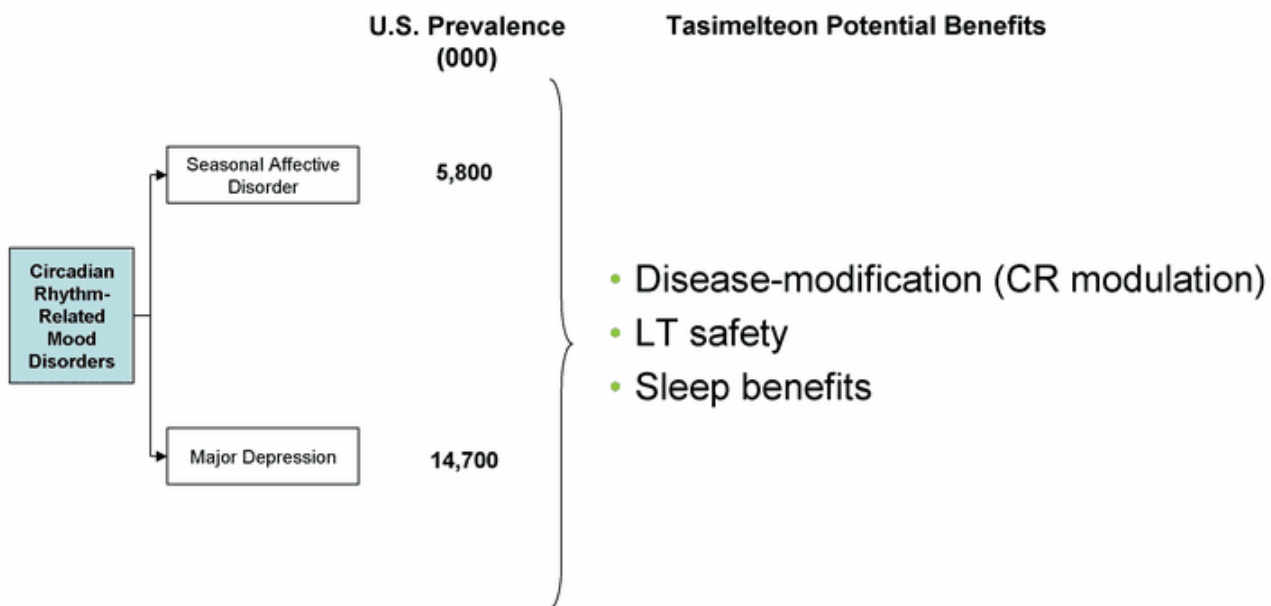 U.S. Prevalence
(000)
Tasimelteon Potential Benefits
Seasonal Affective
Disorder
5,800
Circadian
Rhythm-
Related
Mood
Disorders
• Disease-modification (CR modulation)
• LT safety
• Sleep benefits
Major Depression
14,700